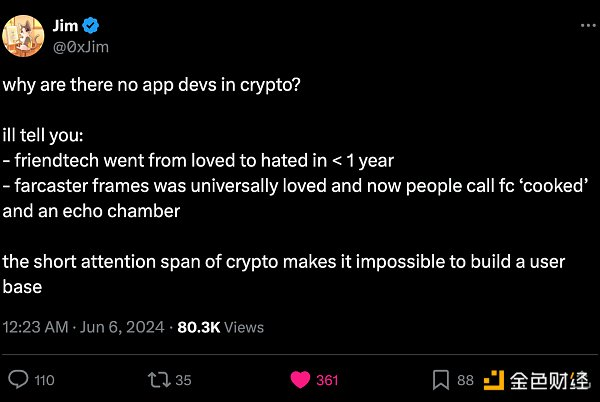 Jim
@0xJim
why are there no app devs in crypto?
ill tell you:
- friendtech went from loved to hated in < 1 year
- farcaster frames was universally loved and now people call fc ‘cooked’
and an echo chamber
the short attention span of crypto makes it impossible to build a user
base
12:23 AM · Jun 6, 2024 · 80.3K Views
110 35 361 88 金色财经